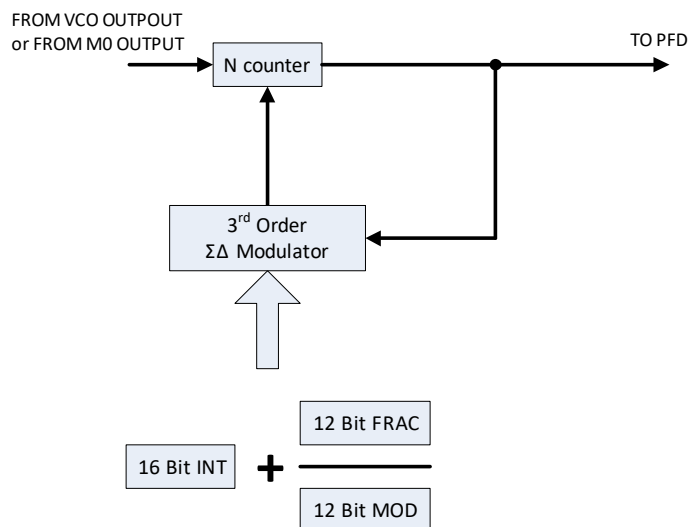 FROM VCO OUTPOUT
or FROM M0 OUTPUT
TO PFD
N counter
3rd Order
ΣΔ Modulator
12 Bit FRAC
16 Bit INT
+
12 Bit MOD